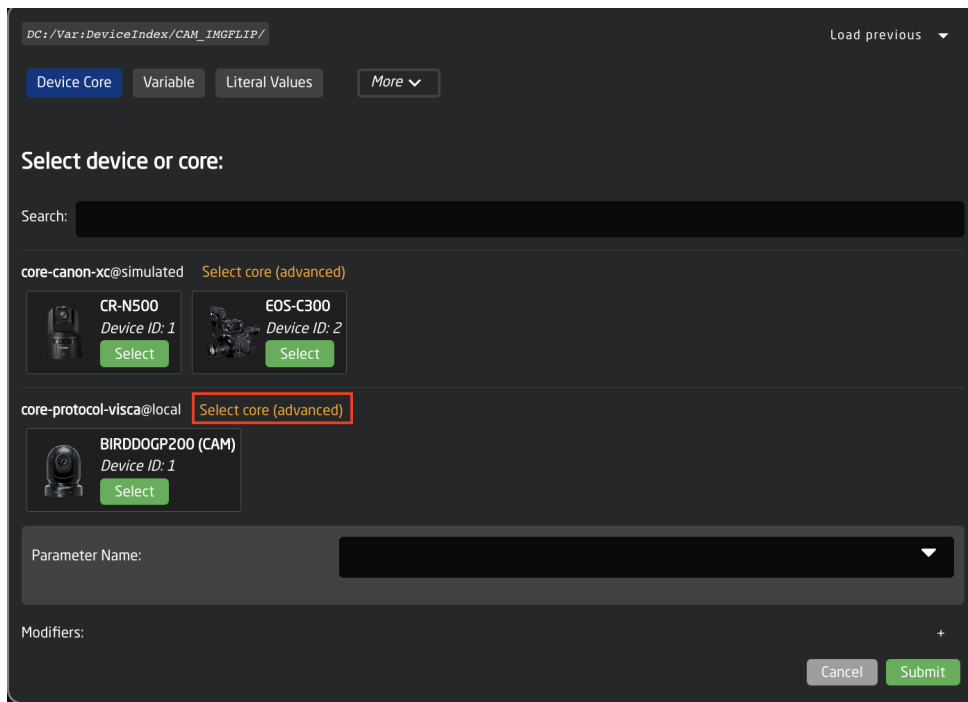 DC:/Var:DeviceIndex/CAM_IMGFLIP/
Load previous
Device Core Variable Literal Values More
Select device or core:
Search:
core-canon-xc@simulated Select core (advanced)
CR-N500
Device ID: 1
Select
EOS-C300
Device ID: 2
Select
core-protocol-visca@local Select core (advanced)
BIRDDOGP200 (CAM)
Device ID: 1
Select
Parameter Name:
Modifiers: +
Cancel Submit